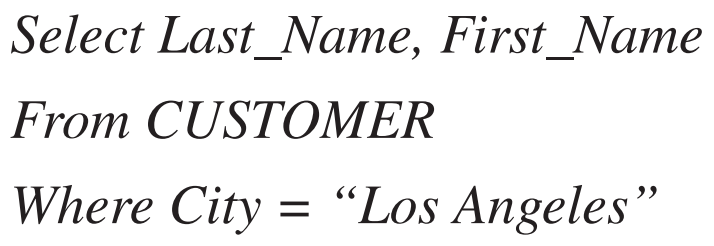 Select Last_Name, First_Name
From CUSTOMER
Where City = “Los Angeles”